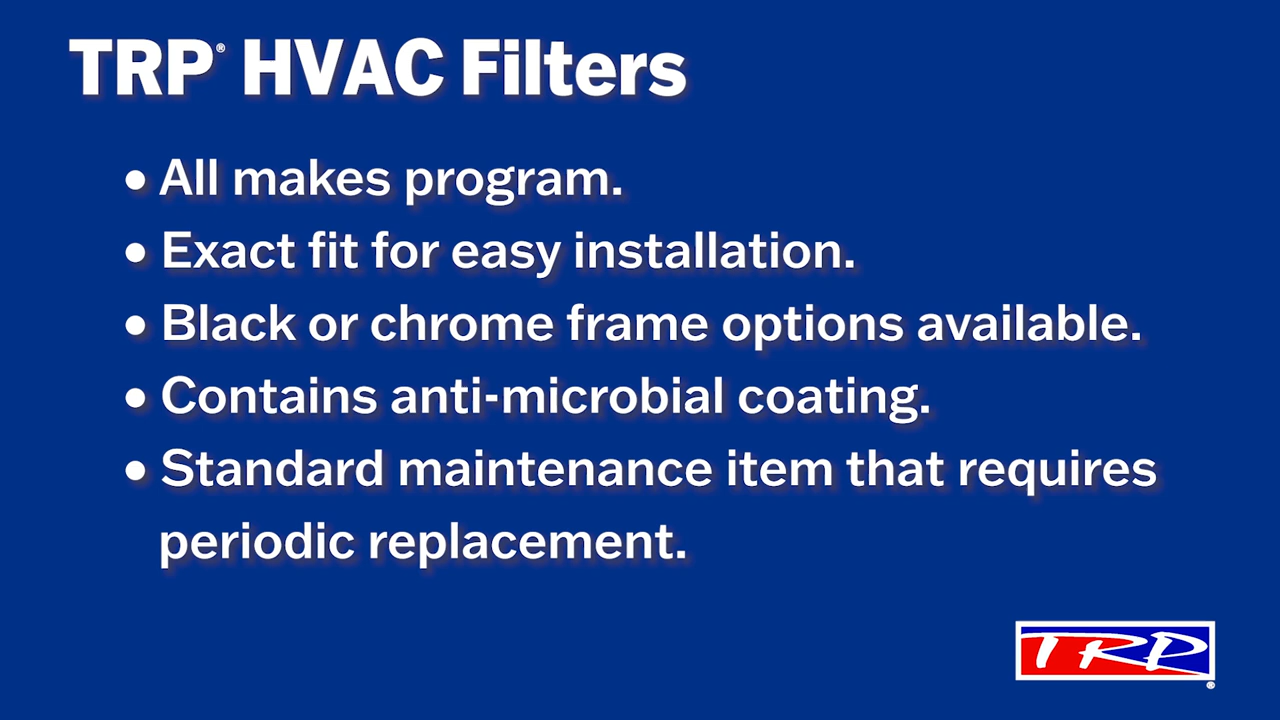 TRP® HVAC Filters
• All makes program.
• Exact fit for easy installation.
• Black or chrome frame options available.
• Contains anti-microbial coating.
• Standard maintenance item that requires
periodic replacement.
TRP®